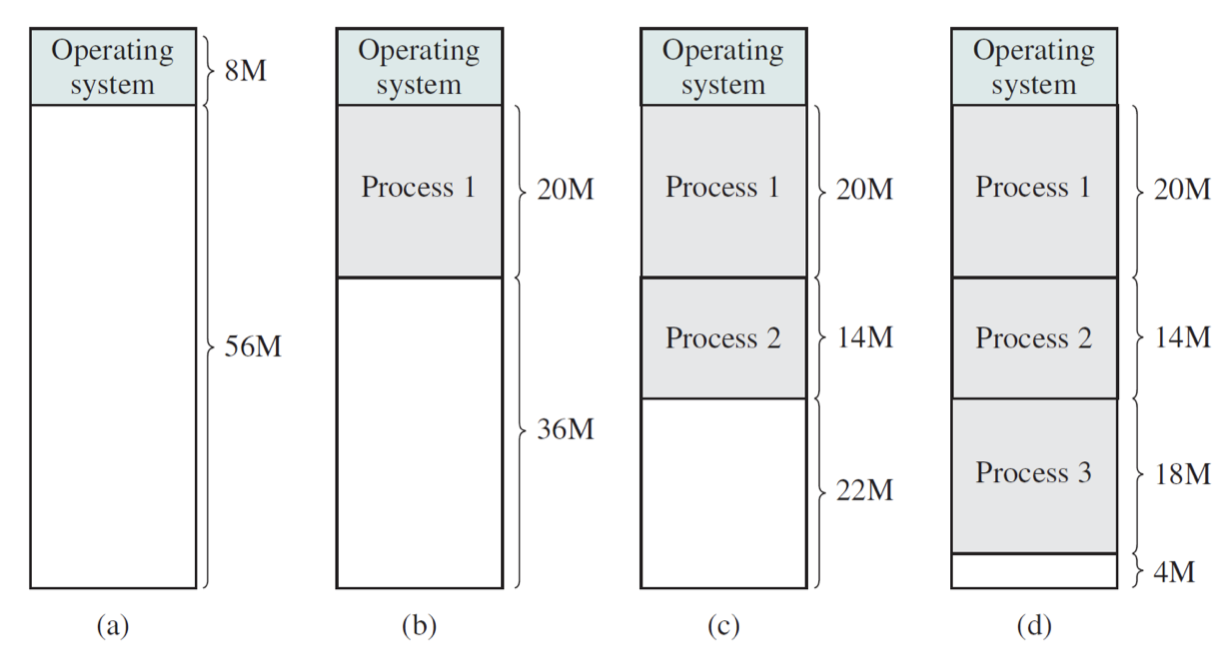 Operating
system
8M
56M
(a)
Operating
system
Process 1
20M
36M
(b)
Operating
system
Process 1
20M
Process 2
14M
22M
(c)
Operating
system
Process 1
20M
Process 2
14M
Process 3
18M
4M
(d)